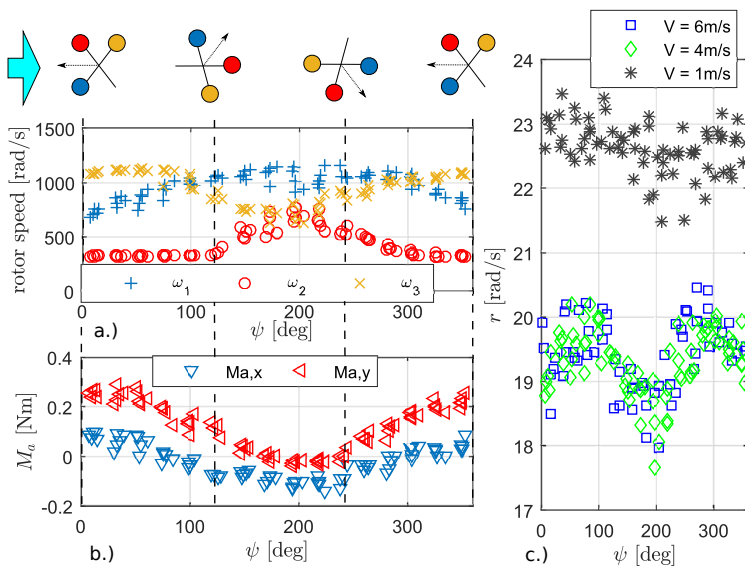 1500
1000
500
0
rotor speed [rad/s]
ω1 ω2 ω3
0 100 200 300
ψ [deg]
a.)
0.4
0.2
0
-0.2
Ma [Nm]
Ma,x Ma,y
0 100 200 300
ψ [deg]
b.)
V = 6m/s
V = 4m/s
V = 1m/s
24
23
22
21
20
19
18
17
r [rad/s]
0 100 200 300
ψ [deg]
c.)